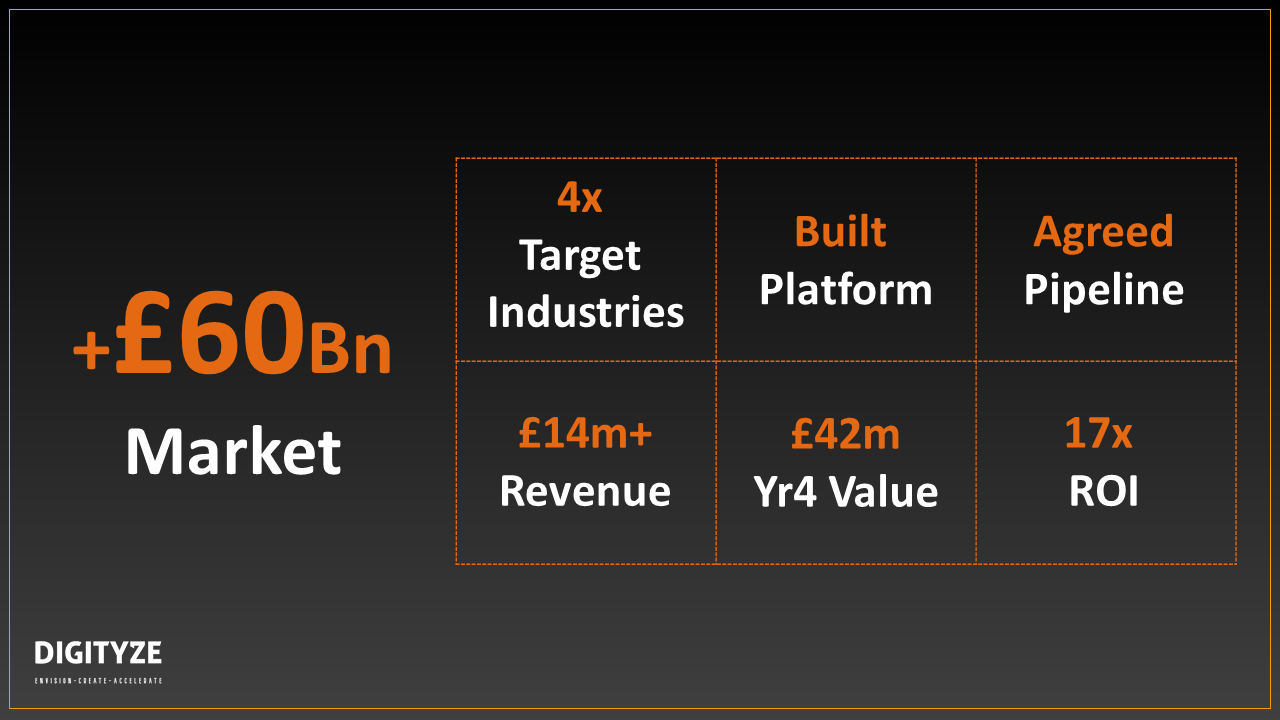 +£60Bn
Market
4x
Target
Industries
Built
Platform
Agreed
Pipeline
£14m+
Revenue
£42m
Yr4 Value
17x
ROI
DIGITYZE
ENVISION-CREATE-ACCELERATE